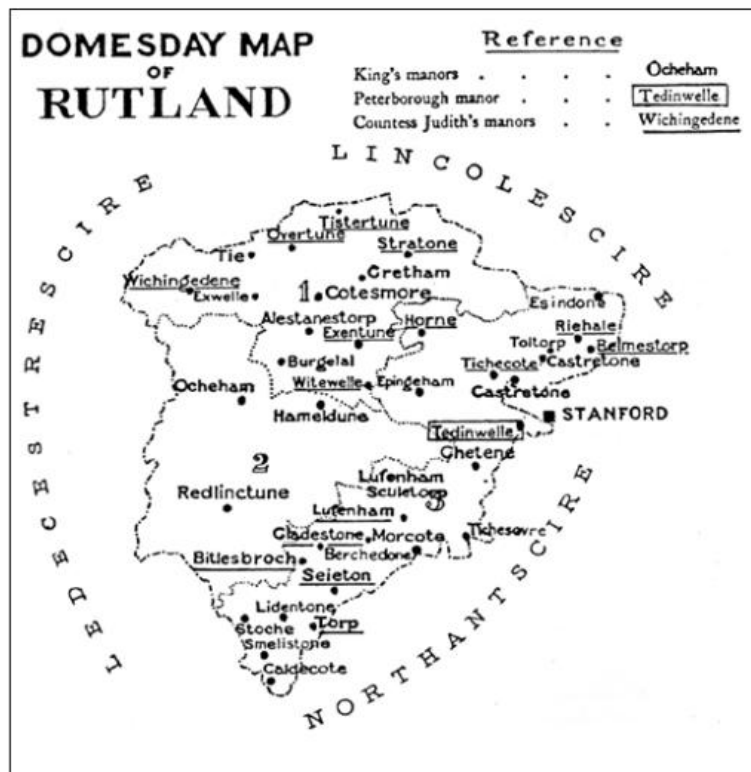 DOMESDAY MAP
OF
RUTLAND
Reference
King's manors . . . . Ocheham
Peterborough manor . . . Tedinwelle
Countess Judith's manors . . Wichingedene
LINCOLESCIRE
LEDECESTRESCIRE
NORTHANTSCIRE
Tistertune
Overtune
Stratone
Tie
Gretham
Wichingedene
Exwelle
1
Cotesmore
Esindone
Alestanestorp
Horne
Riehale
Exentune
Toltorp
Belmestorp
Burgelai
Tichecote
Castretone
Ocheham
Witewelle
Epingeham
Castretone
Hameldune
STANFORD
Tedinwelle
2
Chetene
Lufenham
Redlinctune
Sculetorp
3
Lufenham
Gladestone
Morcote
Tichesovre
Bitlesbroch
Berchedone
Seieton
Lidentone
Stoche
Torp
Smelistone
Caldecote